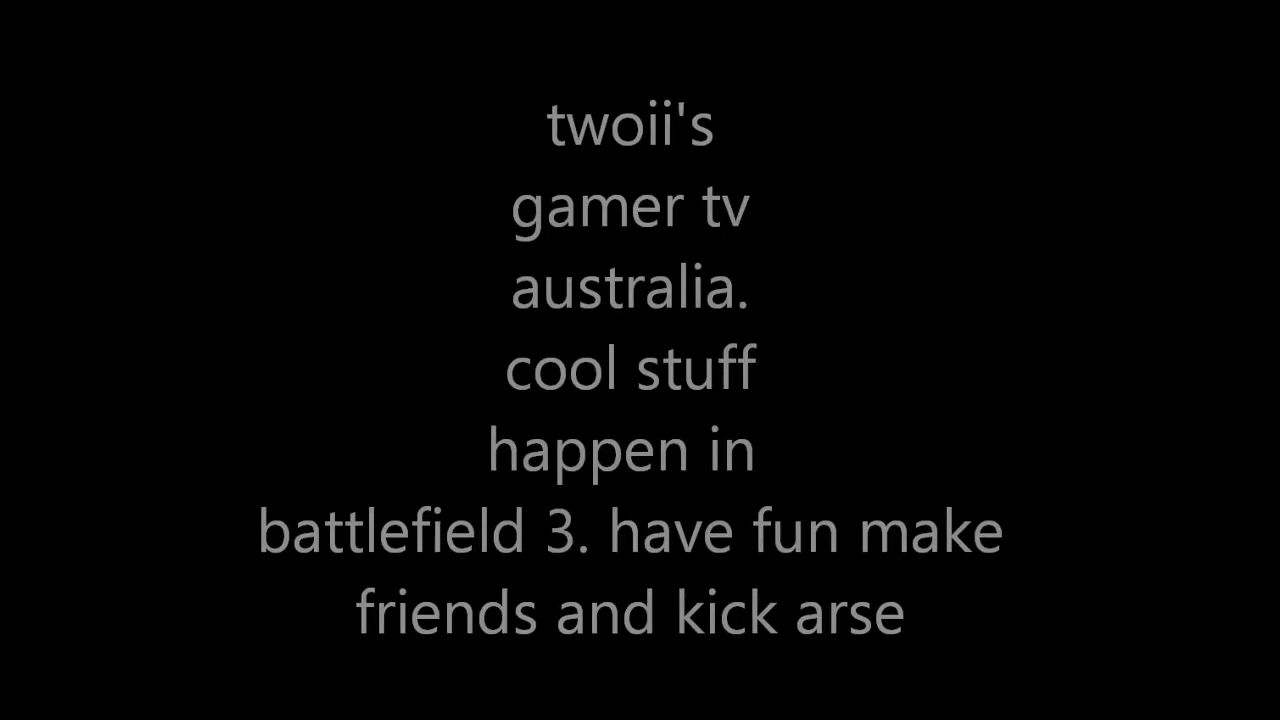 twoii's
gamer tv
australia.
cool stuff
happen in
battlefield 3. have fun make
friends and kick arse